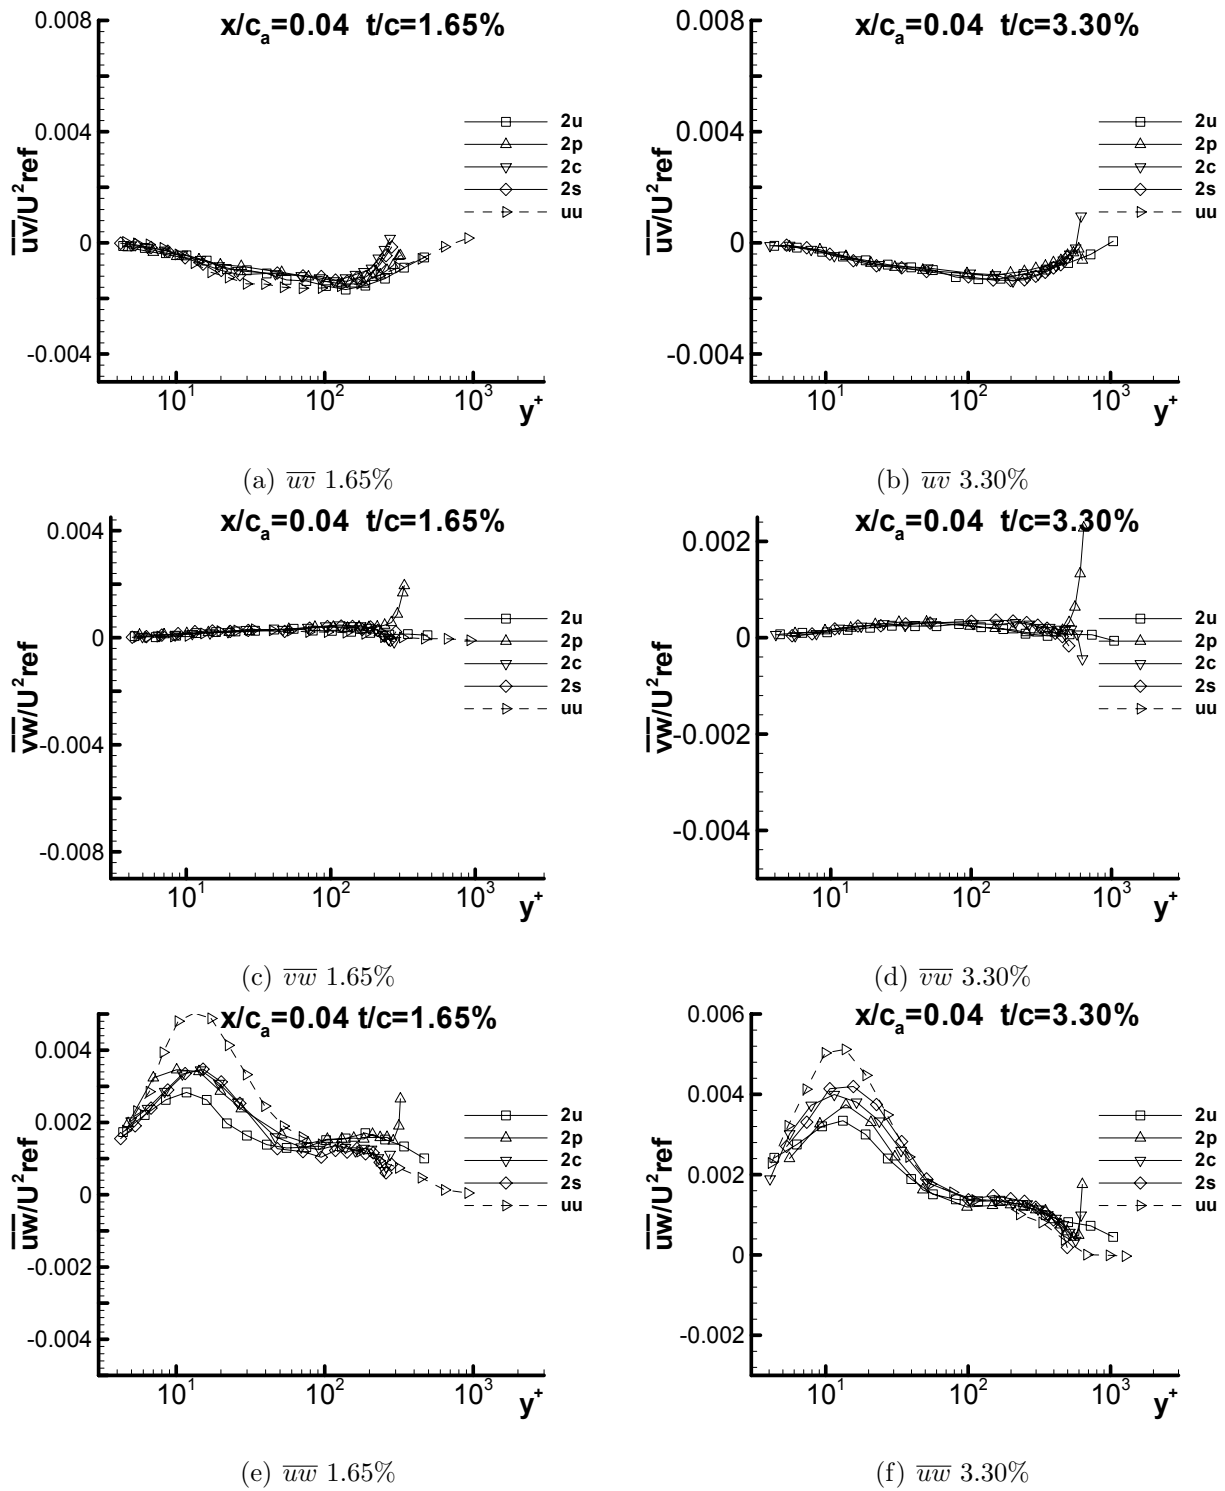 x/ca=0.04 t/c=1.65%
0.008
0.004
0
-0.004
uv/U²ref
10¹
10²
10³
y⁺
2u
2p
2c
2s
uu
(a) uv 1.65%
x/ca=0.04 t/c=3.30%
0.008
0.004
0
-0.004
uv/U²ref
10¹
10²
10³
y⁺
2u
2p
2c
2s
uu
(b) uv 3.30%
x/ca=0.04 t/c=1.65%
0.004
0
-0.004
-0.008
vw/U²ref
10¹
10²
10³
y⁺
2u
2p
2c
2s
uu
(c) vw 1.65%
x/ca=0.04 t/c=3.30%
0.002
0
-0.002
-0.004
vw/U²ref
10¹
10²
10³
y⁺
2u
2p
2c
2s
uu
(d) vw 3.30%
x/ca=0.04 t/c=1.65%
0.004
0.002
0
-0.002
-0.004
uw/U²ref
10¹
10²
10³
y⁺
2u
2p
2c
2s
uu
(e) uw 1.65%
x/ca=0.04 t/c=3.30%
0.006
0.004
0.002
0
-0.002
uw/U²ref
10¹
10²
10³
y⁺
2u
2p
2c
2s
uu
(f) uw 3.30%